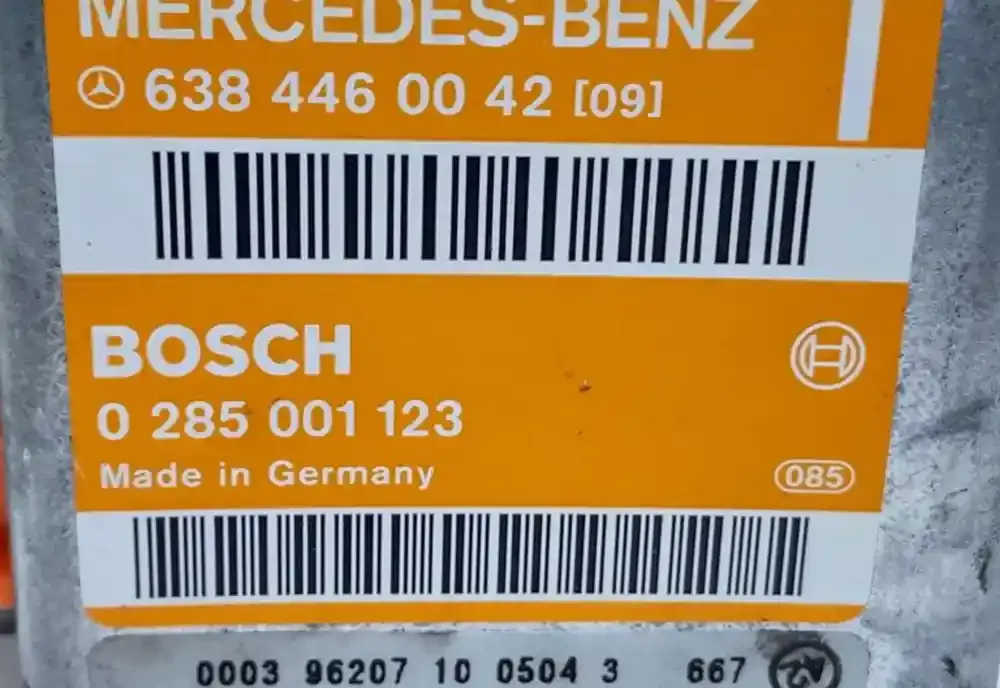 MERCEDES-BENZ
638 446 00 42 [09]
BOSCH
0 285 001 123
Made in Germany
085
0003 96207 10 0504 3 667